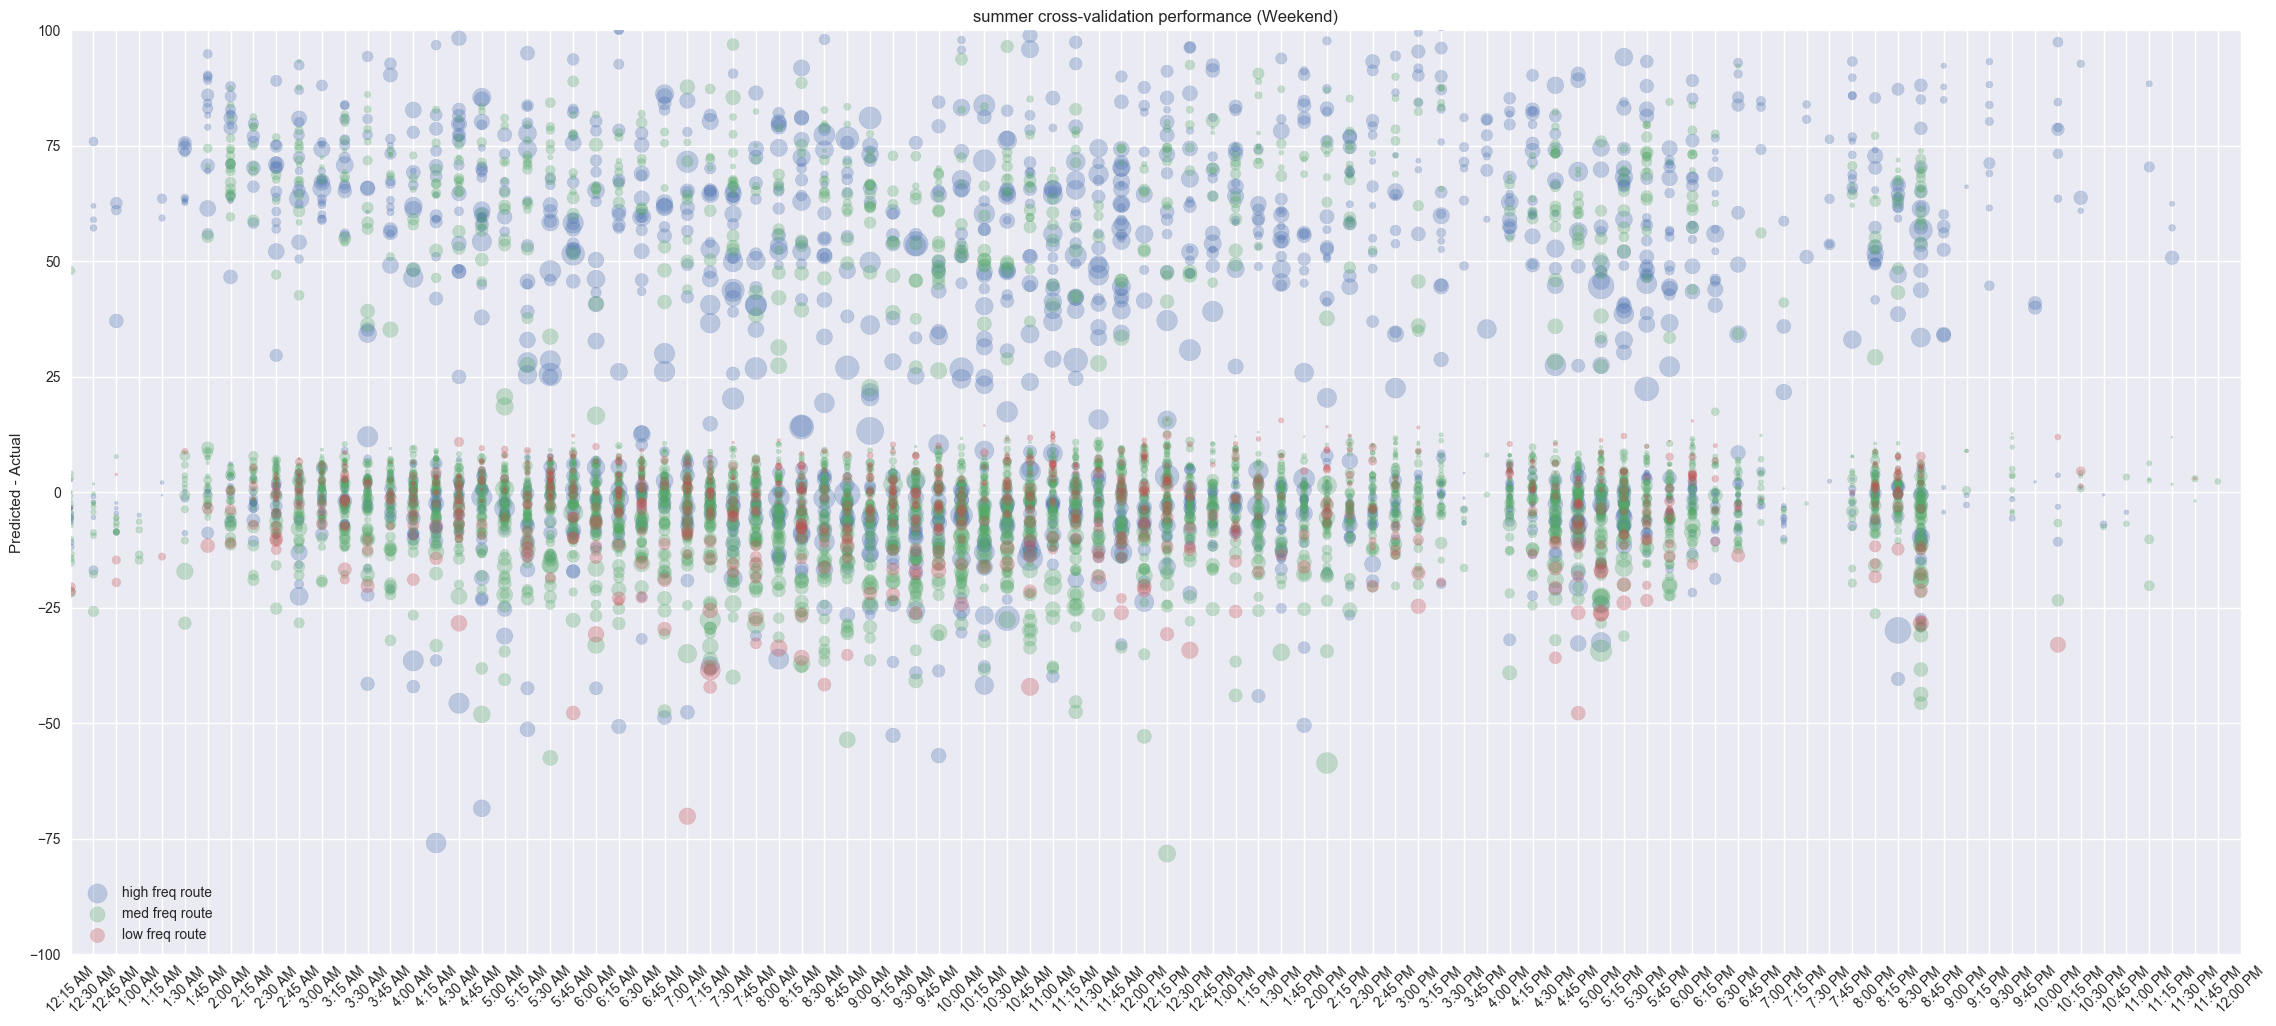 summer cross-validation performance (Weekend)
100
75
50
25
0
−25
−50
−75
−100
Predicted - Actual
high freq route
med freq route
low freq route
12:15 AM
12:30 AM
12:45 AM
1:00 AM
1:15 AM
1:30 AM
1:45 AM
2:00 AM
2:15 AM
2:30 AM
2:45 AM
3:00 AM
3:15 AM
3:30 AM
3:45 AM
4:00 AM
4:15 AM
4:30 AM
4:45 AM
5:00 AM
5:15 AM
5:30 AM
5:45 AM
6:00 AM
6:15 AM
6:30 AM
6:45 AM
7:00 AM
7:15 AM
7:30 AM
7:45 AM
8:00 AM
8:15 AM
8:30 AM
8:45 AM
9:00 AM
9:15 AM
9:30 AM
9:45 AM
10:00 AM
10:15 AM
10:30 AM
10:45 AM
11:00 AM
11:15 AM
11:30 AM
11:45 AM
12:00 PM
12:15 PM
12:30 PM
12:45 PM
1:00 PM
1:15 PM
1:30 PM
1:45 PM
2:00 PM
2:15 PM
2:30 PM
2:45 PM
3:00 PM
3:15 PM
3:30 PM
3:45 PM
4:00 PM
4:15 PM
4:30 PM
4:45 PM
5:00 PM
5:15 PM
5:30 PM
5:45 PM
6:00 PM
6:15 PM
6:30 PM
6:45 PM
7:00 PM
7:15 PM
7:30 PM
7:45 PM
8:00 PM
8:15 PM
8:30 PM
8:45 PM
9:00 PM
9:15 PM
9:30 PM
9:45 PM
10:00 PM
10:15 PM
10:30 PM
10:45 PM
11:00 PM
11:15 PM
11:30 PM
11:45 PM
12:00 PM